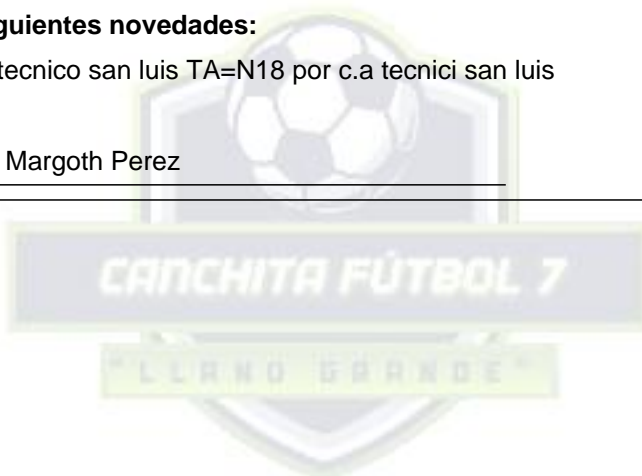 guientes novedades:
tecnico san luis TA=N18 por c.a tecnici san luis
Margoth Perez
CANCHITA FÚTBOL 7
"LLANO GRANDE"